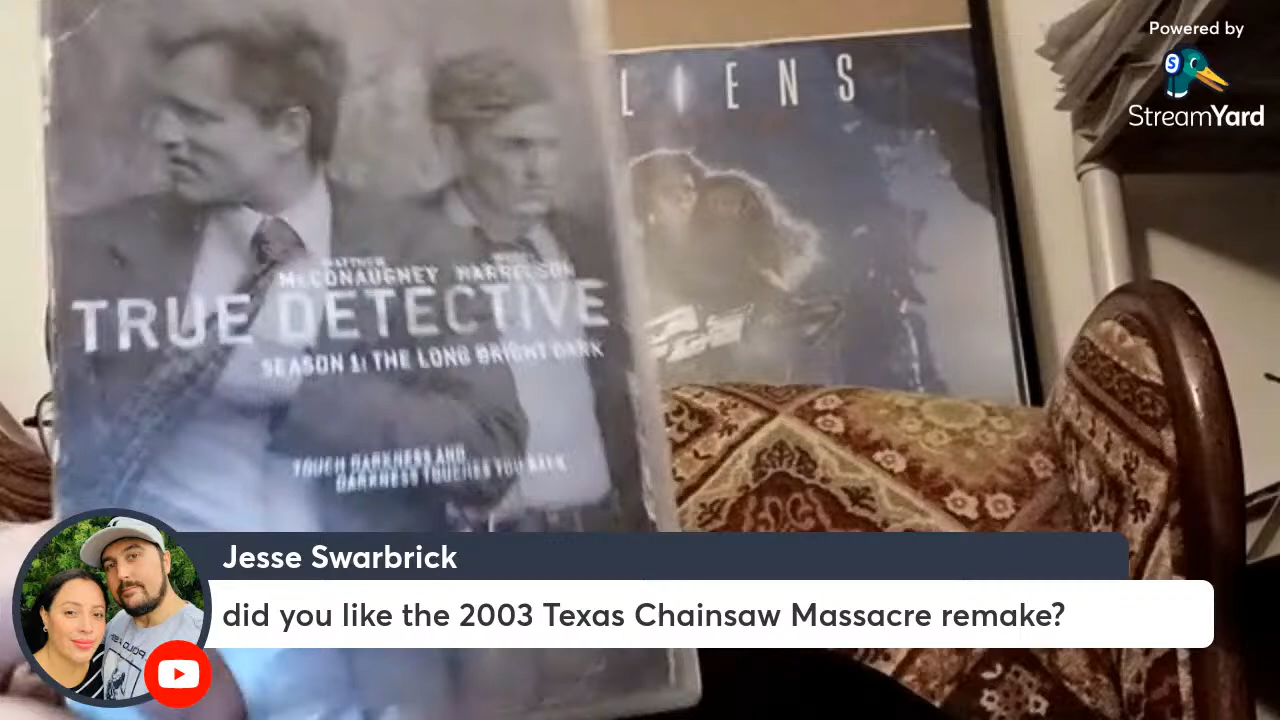 Powered by
StreamYard
LIENS
MATTHEW
McCONAUGHEY HARRELSON
TRUE DETECTIVE
SEASON 1: THE LONG BRIGHT DARK
TOUCH DARKNESS AND
DARKNESS TOUCHES YOU BACK
Jesse Swarbrick
did you like the 2003 Texas Chainsaw Massacre remake?